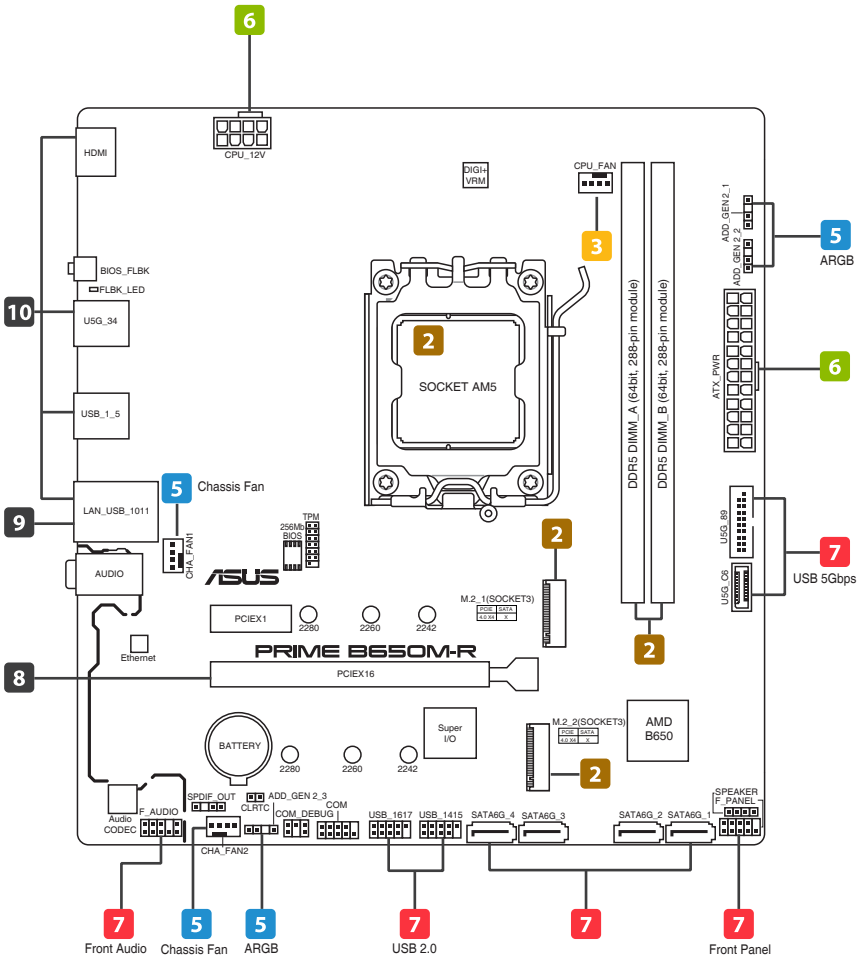 6
HDMI
CPU_12V
DIGI+
VRM
CPU_FAN
3
ADD_GEN 2_1
ADD_GEN 2_2
5
ARGB
BIOS_FLBK
FLBK_LED
10
U5G_34
2
SOCKET AM5
DDR5 DIMM_A (64bit, 288-pin module)
DDR5 DIMM_B (64bit, 288-pin module)
ATX_PWR
6
USB_1_5
5
Chassis Fan
LAN_USB_1011
9
CHA_FAN1
TPM
256Mb
BIOS
2
U5G_89
7
USB 5Gbps
U5G_C6
AUDIO
ASUS
M.2_1(SOCKET3)
PCIE SATA
4.0 X4 X
PCIEX1
2280
2260
2242
2
Ethernet
PRIME B650M-R
8
PCIEX16
BATTERY
Super
I/O
M.2_2(SOCKET3)
PCIE SATA
4.0 X4 X
AMD
B650
2280
2260
2242
2
Audio
CODEC
SPDIF_OUT
F_AUDIO
CLRTC
ADD_GEN 2_3
COM_DEBUG
COM
USB_1617
USB_1415
SATA6G_4
SATA6G_3
SATA6G_2
SATA6G_1
SPEAKER
F_PANEL
CHA_FAN2
7
Front Audio
5
Chassis Fan
5
ARGB
7
USB 2.0
7
7
Front Panel